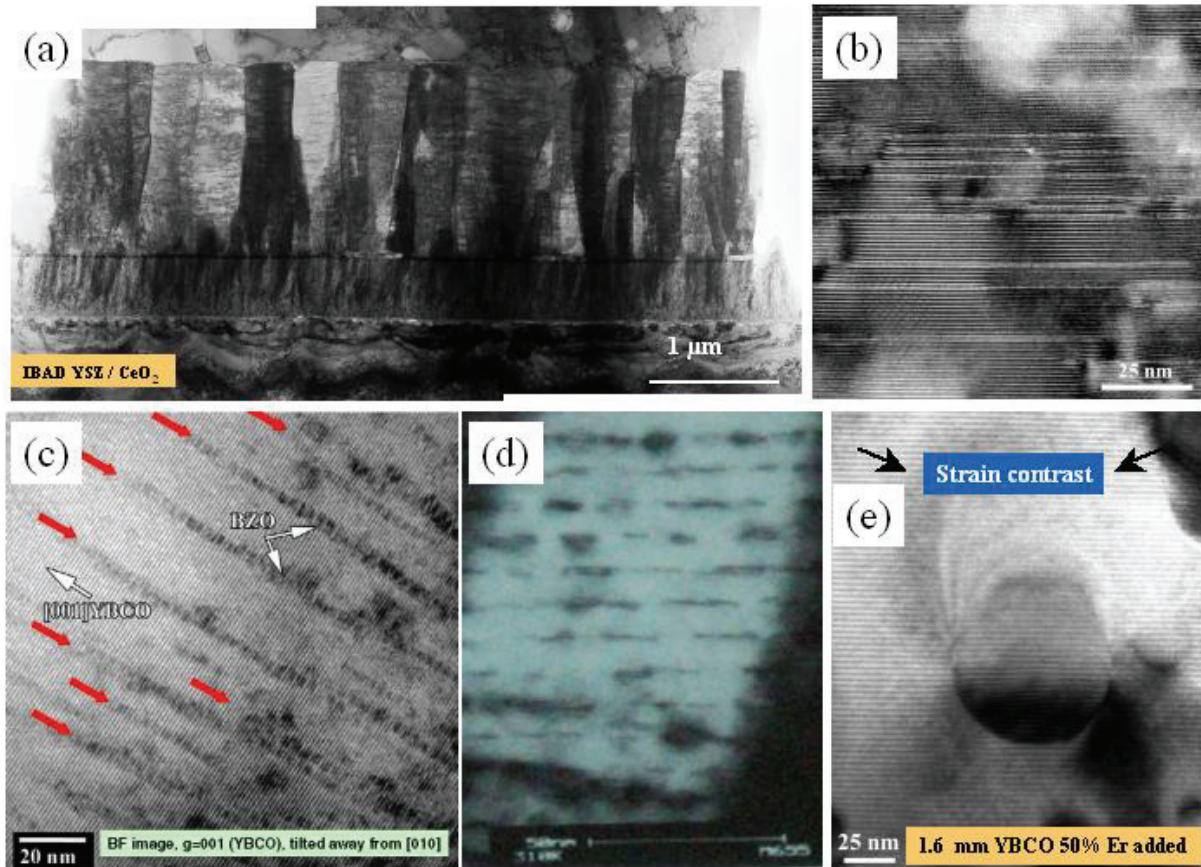 (a)
1 µm
IBAD YSZ / CeO₂
(b)
25 nm
(c)
BZO
[001]YBCO
20 nm
BF image, g=001 (YBCO), tilted away from [010]
(d)
50nm
Strain contrast
(e)
25 nm
1.6 mm YBCO 50% Er added